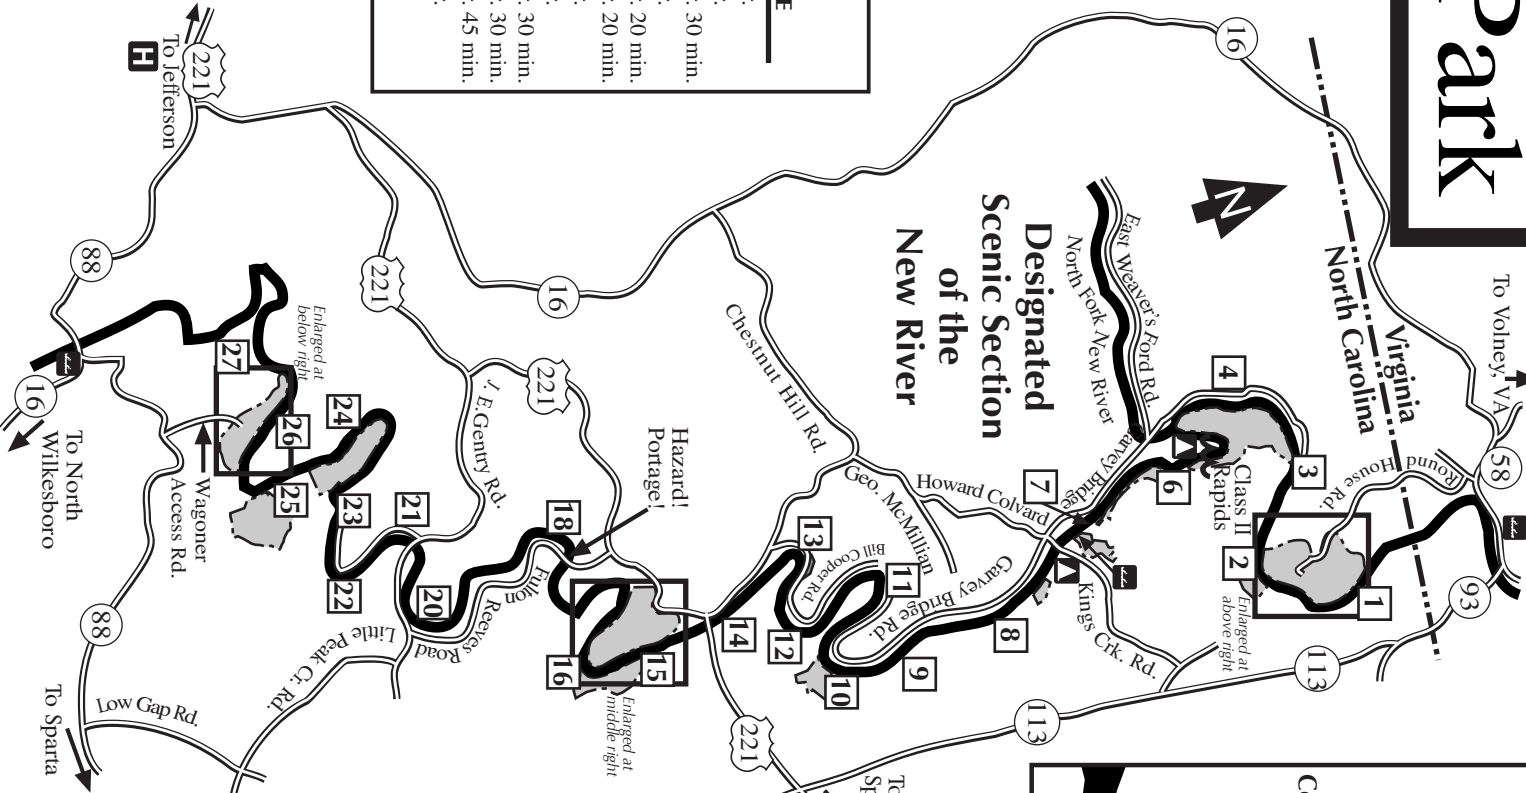 Park
E
30 min.
20 min.
20 min.
30 min.
30 min.
45 min.
To Volney, VA
58
16
93
Virginia
North Carolina
Round House Rd.
N
1
2
3
4
Class II
Rapids
6
7
Enlarged at
above right
East Weaver's Ford Rd.
North Fork New River
Garvey Bridge
Designated
Scenic Section
of the
New River
113
113
Kings Crk. Rd.
Howard Colvard
Geo. McMillian
Garvey Bridge Rd.
Chestnut Hill Rd.
Bill Cooper Rd.
8
9
10
11
12
13
14
15
16
Enlarged at
middle right
221
To
Hazard!
Portage!
18
Fulton Reeves Road
20
21
22
23
24
25
26
27
J. E.Gentry Rd.
221
221
16
Little Peak Cr. Rd.
Enlarged at
below right
Wagoner
Access Rd.
221
To Jefferson
H
88
16
To North
Wilkesboro
88
Low Gap Rd.
To Sparta